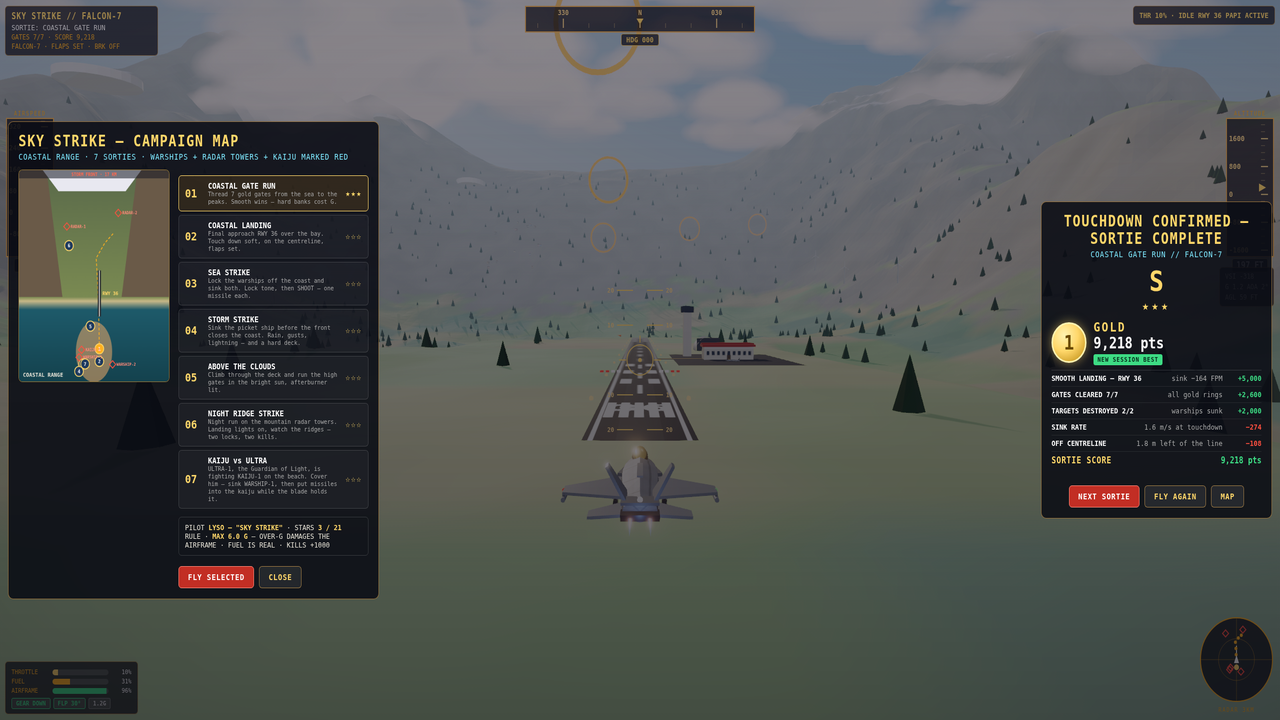 SKY STRIKE // FALCON-7
SORTIE: COASTAL GATE RUN
GATES 7/7 · SCORE 9,218
FALCON-7 · FLAPS SET · BRK OFF
330 N 030
HDG 000
THR 10% · IDLE RWY 36 PAPI ACTIVE
SKY STRIKE — CAMPAIGN MAP
COASTAL RANGE · 7 SORTIES · WARSHIPS + RADAR TOWERS + KAIJU MARKED RED
RWY 36
COASTAL RANGE
01
COASTAL GATE RUN
Thread 7 gold gates from the sea to the
peaks. Smooth wins — hard banks cost G.
★★★
02
COASTAL LANDING
Final approach RWY 36 over the bay.
Touch down soft, on the centreline,
flaps set.
☆☆☆
03
SEA STRIKE
Lock the warships off the coast and
sink both. Lock tone, then SHOOT — one
missile each.
☆☆☆
04
STORM STRIKE
Sink the picket ship before the front
closes the coast. Rain, gusts,
lightning — and a hard deck.
☆☆☆
05
ABOVE THE CLOUDS
Climb through the deck and run the high
gates in the bright sun, afterburner
lit.
☆☆☆
06
NIGHT RIDGE STRIKE
Night run on the mountain radar towers.
Landing lights on, watch the ridges —
two locks, two kills.
☆☆☆
07
KAIJU vs ULTRA
ULTRA-1, the Guardian of Light, is
fighting KAIJU-1 on the beach. Cover
him — sink WARSHIP-1, then put missiles
into the kaiju while the blade holds
it.
☆☆☆
PILOT LYSO — "SKY STRIKE" · STARS 3 / 21
RULE · MAX 6.0 G — OVER-G DAMAGES THE
AIRFRAME · FUEL IS REAL · KILLS +1000
FLY SELECTED CLOSE
1600
800
0
TOUCHDOWN CONFIRMED —
SORTIE COMPLETE
COASTAL GATE RUN // FALCON-7
S
★★★
1
GOLD
9,218 pts
NEW SESSION BEST
SMOOTH LANDING — RWY 36 sink −164 FPM +5,000
GATES CLEARED 7/7 all gold rings +2,600
TARGETS DESTROYED 2/2 warships sunk +2,000
SINK RATE 1.6 m/s at touchdown −274
OFF CENTRELINE 1.8 m left of the line −108
SORTIE SCORE 9,218 pts
NEXT SORTIE FLY AGAIN MAP
10 10
20 20
THROTTLE 10%
FUEL 31%
AIRFRAME 96%
GEAR DOWN FLP 30° 1.2G